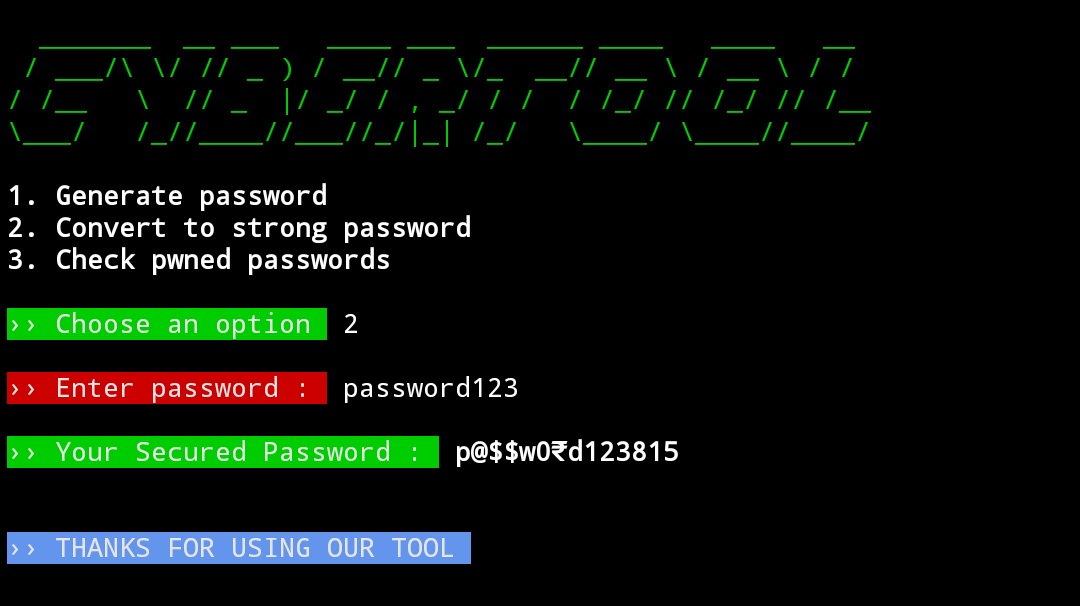 CYBERTOOL
1. Generate password
2. Convert to strong password
3. Check pwned passwords
›› Choose an option 2
›› Enter password : password123
›› Your Secured Password : p@$$w0₹d123815
›› THANKS FOR USING OUR TOOL